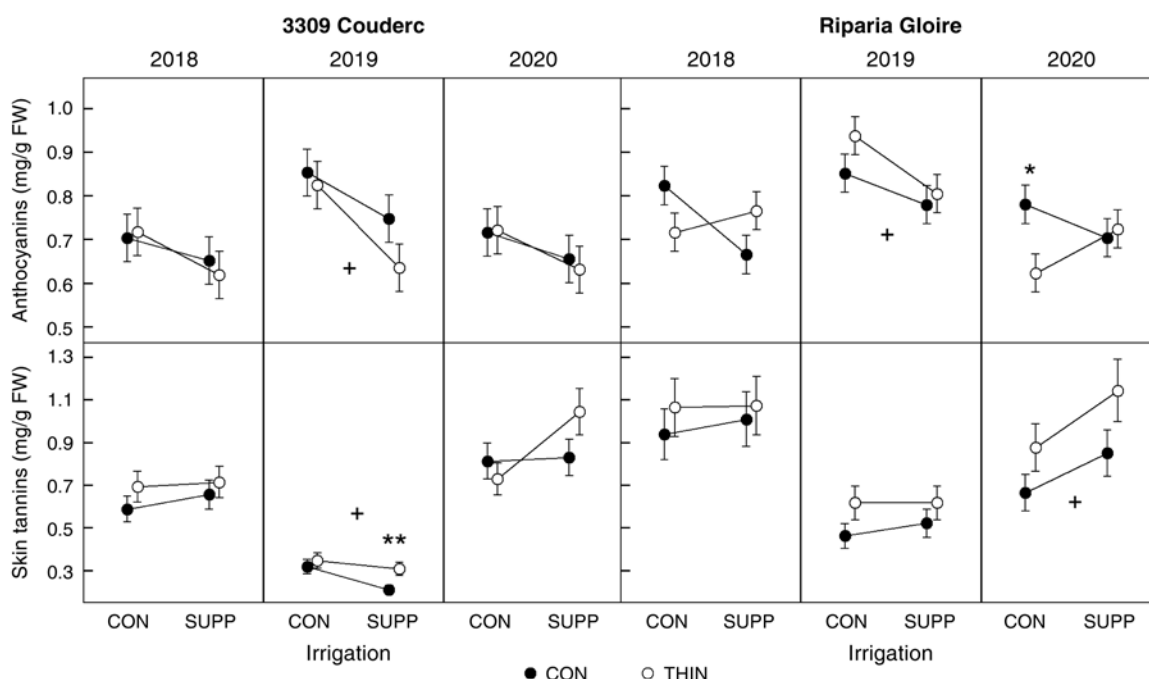 3309 Couderc Riparia Gloire
2018 2019 2020 2018 2019 2020
Anthocyanins (mg/g FW)
1.0
0.9
0.8
0.7
0.6
0.5
+
+
*
Skin tannins (mg/g FW)
1.3
1.1
0.9
0.7
0.5
0.3
+
**
+
CON SUPP CON SUPP CON SUPP CON SUPP CON SUPP CON SUPP
Irrigation Irrigation
CON THIN